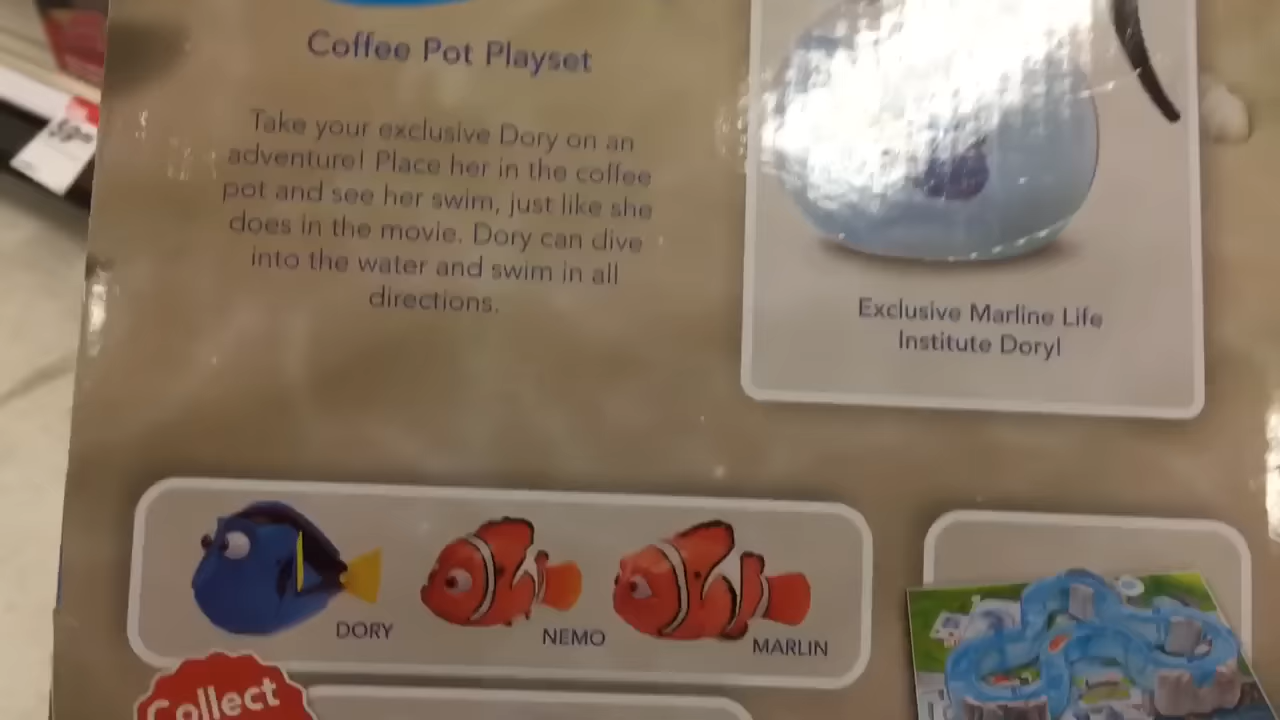 Coffee Pot Playset
Take your exclusive Dory on an
adventure! Place her in the coffee
pot and see her swim, just like she
does in the movie. Dory can dive
into the water and swim in all
directions.
Exclusive Marline Life
Institute Dory!
DORY
NEMO
MARLIN
Collect